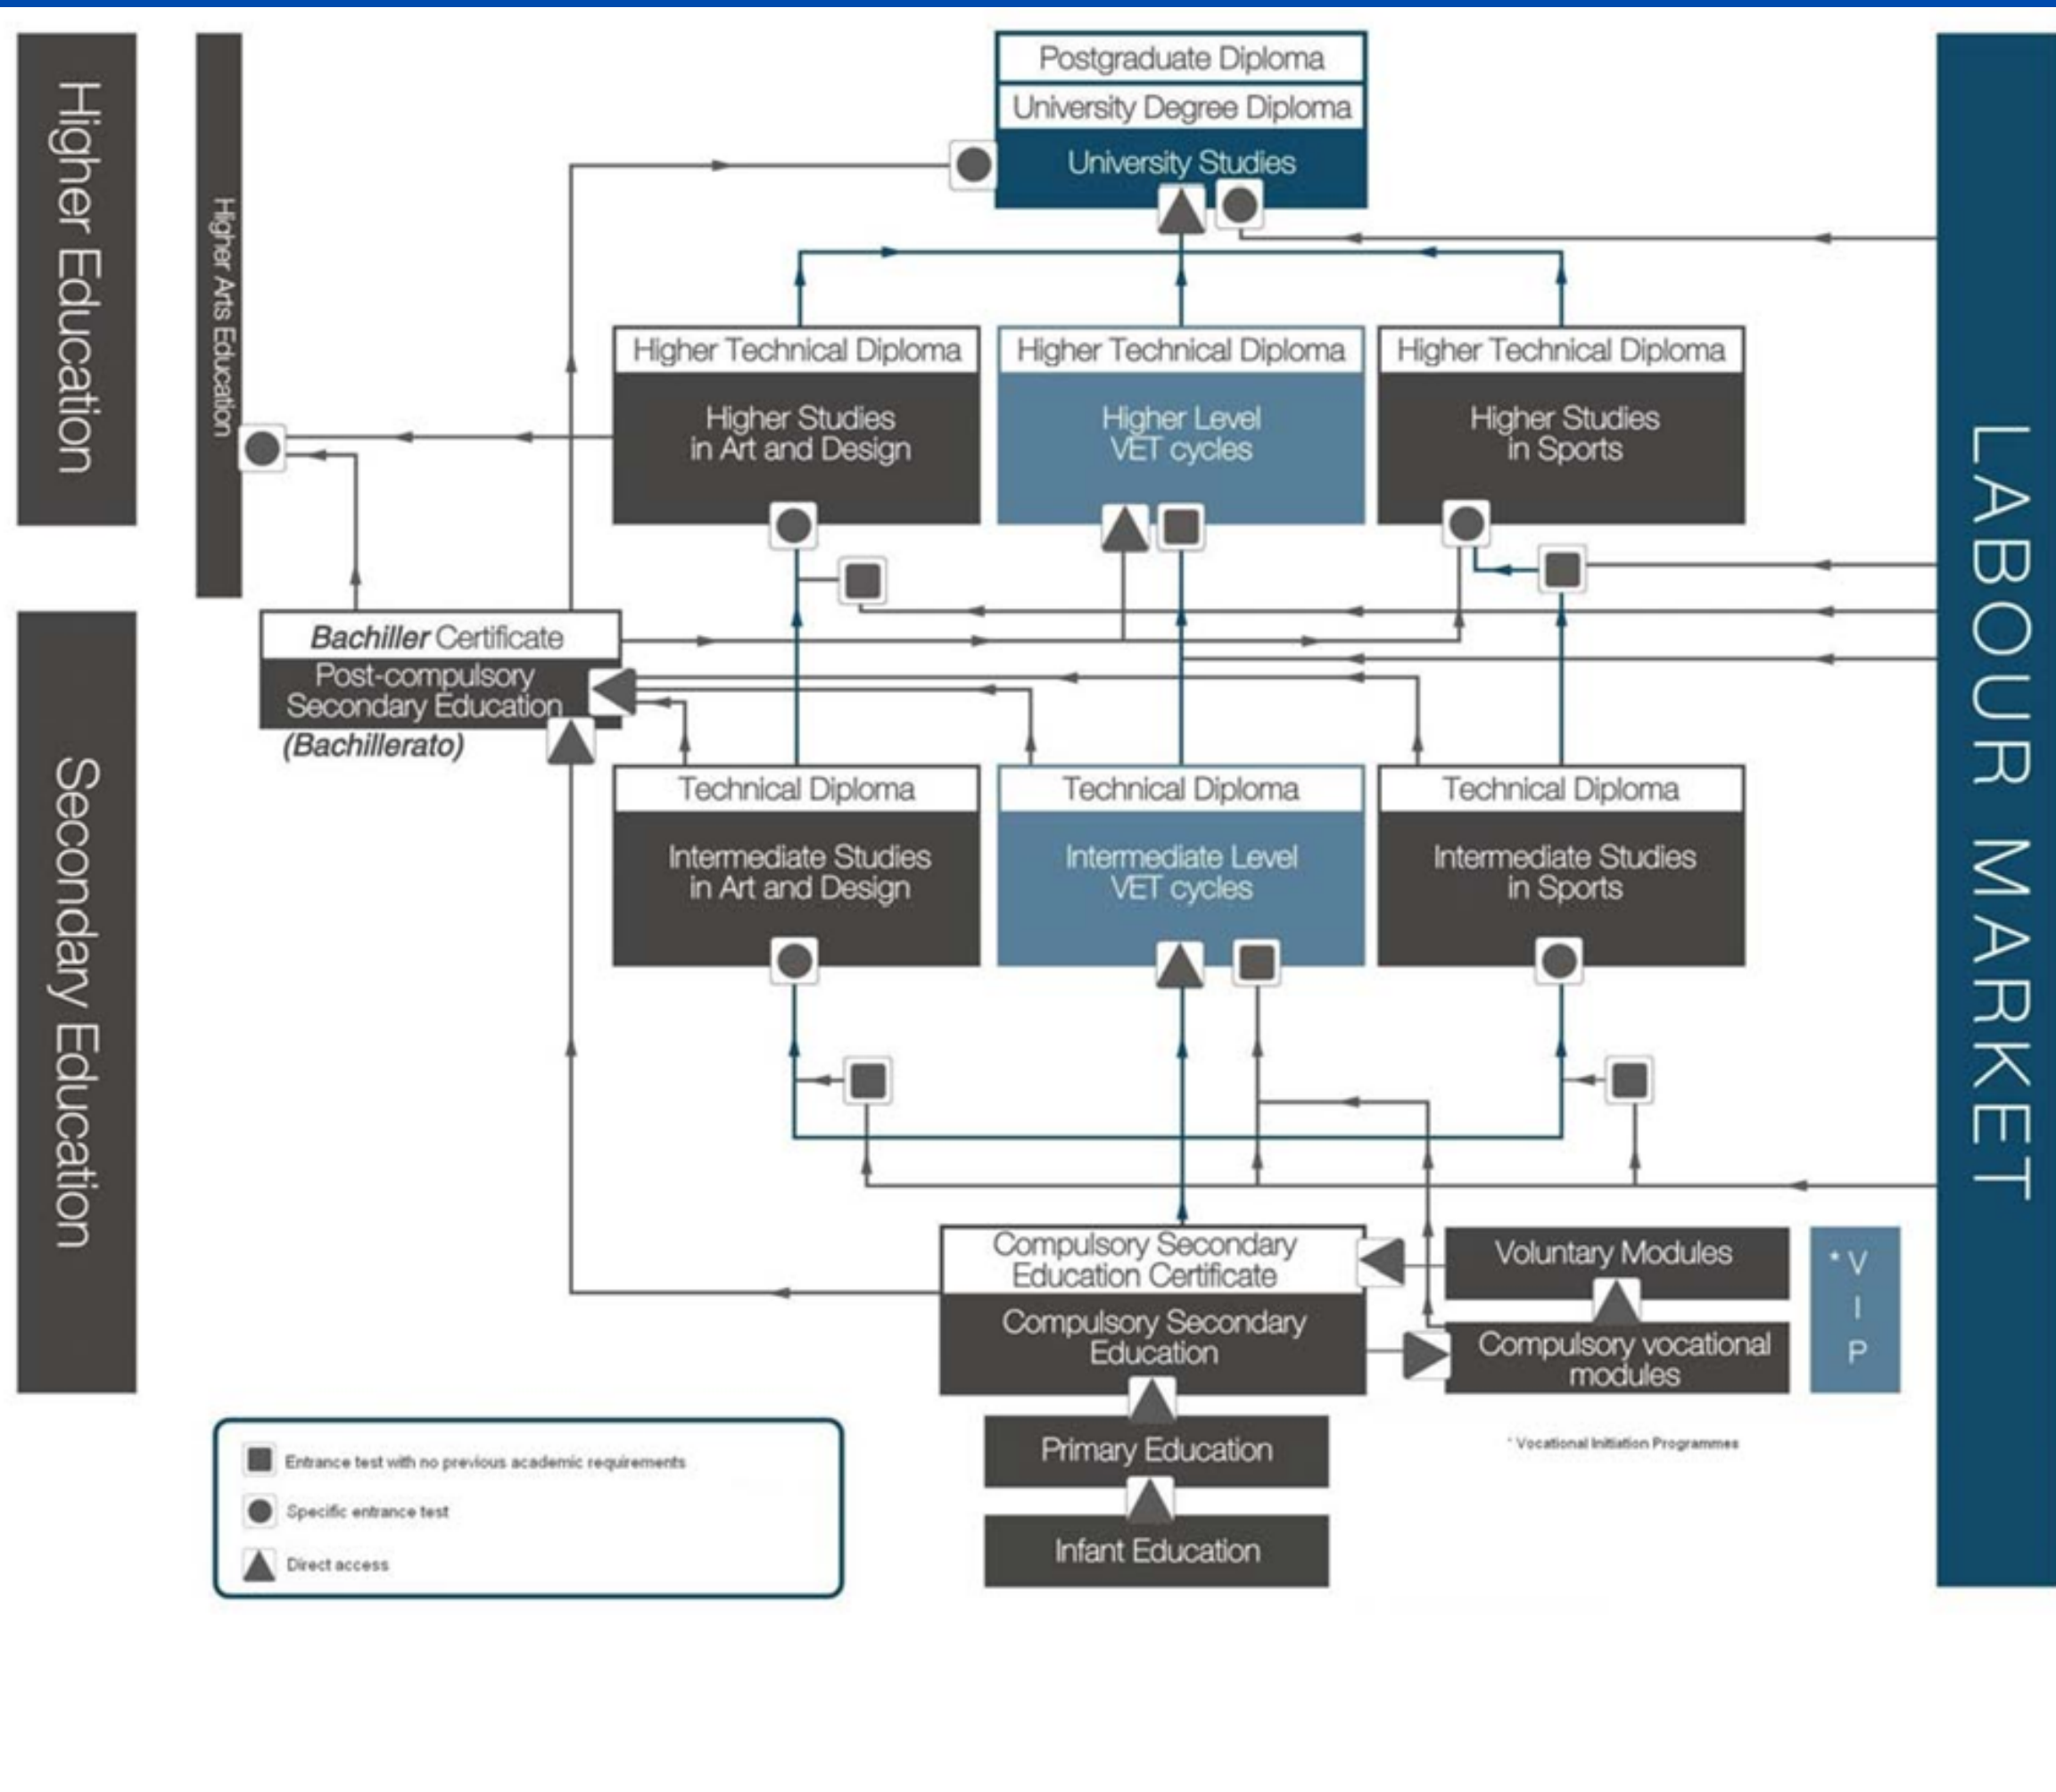 Higher Education
Higher Arts Education
Postgraduate Diploma
University Degree Diploma
University Studies
Higher Technical Diploma
Higher Studies
in Art and Design
Higher Technical Diploma
Higher Level
VET cycles
Higher Technical Diploma
Higher Studies
in Sports
LABOUR MARKET
Secondary Education
Bachiller Certificate
Post-compulsory
Secondary Education
(Bachillerato)
Technical Diploma
Intermediate Studies
in Art and Design
Technical Diploma
Intermediate Level
VET cycles
Technical Diploma
Intermediate Studies
in Sports
Compulsory Secondary
Education Certificate
Compulsory Secondary
Education
Voluntary Modules
Compulsory vocational
modules
* V
I
P
Primary Education
Infant Education
* Vocational Initiation Programmes
Entrance test with no previous academic requirements
Specific entrance test
Direct access